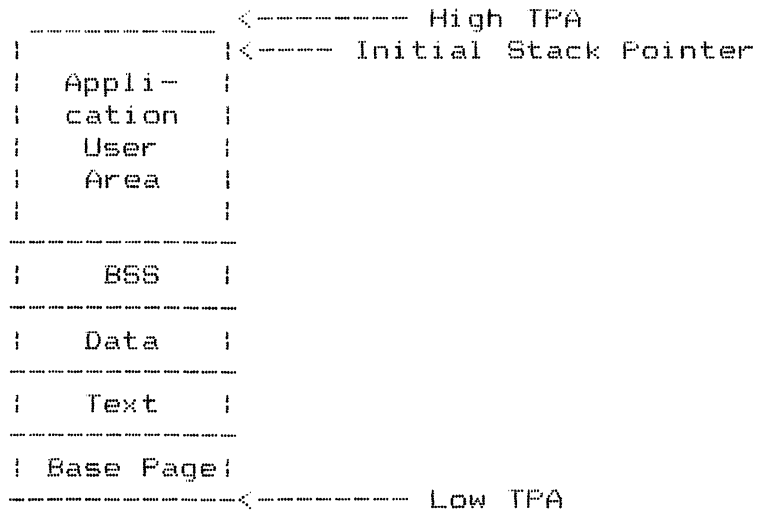 <---------- High TPA
<----- Initial Stack Pointer
Appli-
cation
User
Area
BSS
Data
Text
Base Page
<---------- Low TPA